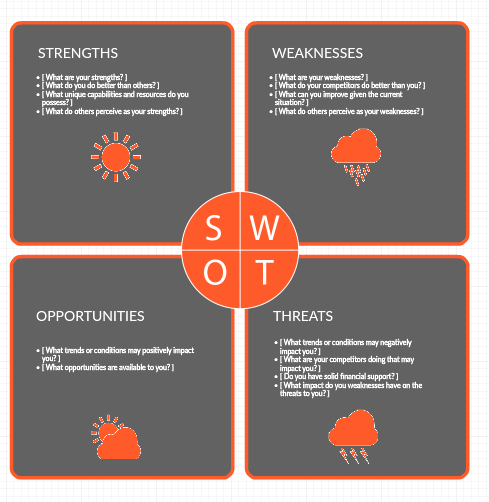 STRENGTHS
• [ What are your strengths? ]
• [ What do you do better than others? ]
• [ What unique capabilities and resources do you
possess? ]
• [ What do others perceive as your strengths? ]
WEAKNESSES
• [ What are your weaknesses? ]
• [ What do your competitors do better than you? ]
• [ What can you improve given the current
situation? ]
• [ What do others perceive as your weaknesses? ]
S W
O T
OPPORTUNITIES
• [ What trends or conditions may positively impact
you? ]
• [ What opportunities are available to you? ]
THREATS
• [ What trends or conditions may negatively
impact you? ]
• [ What are your competitors doing that may
impact you? ]
• [ Do you have solid financial support? ]
• [ What impact do you weaknesses have on the
threats to you? ]